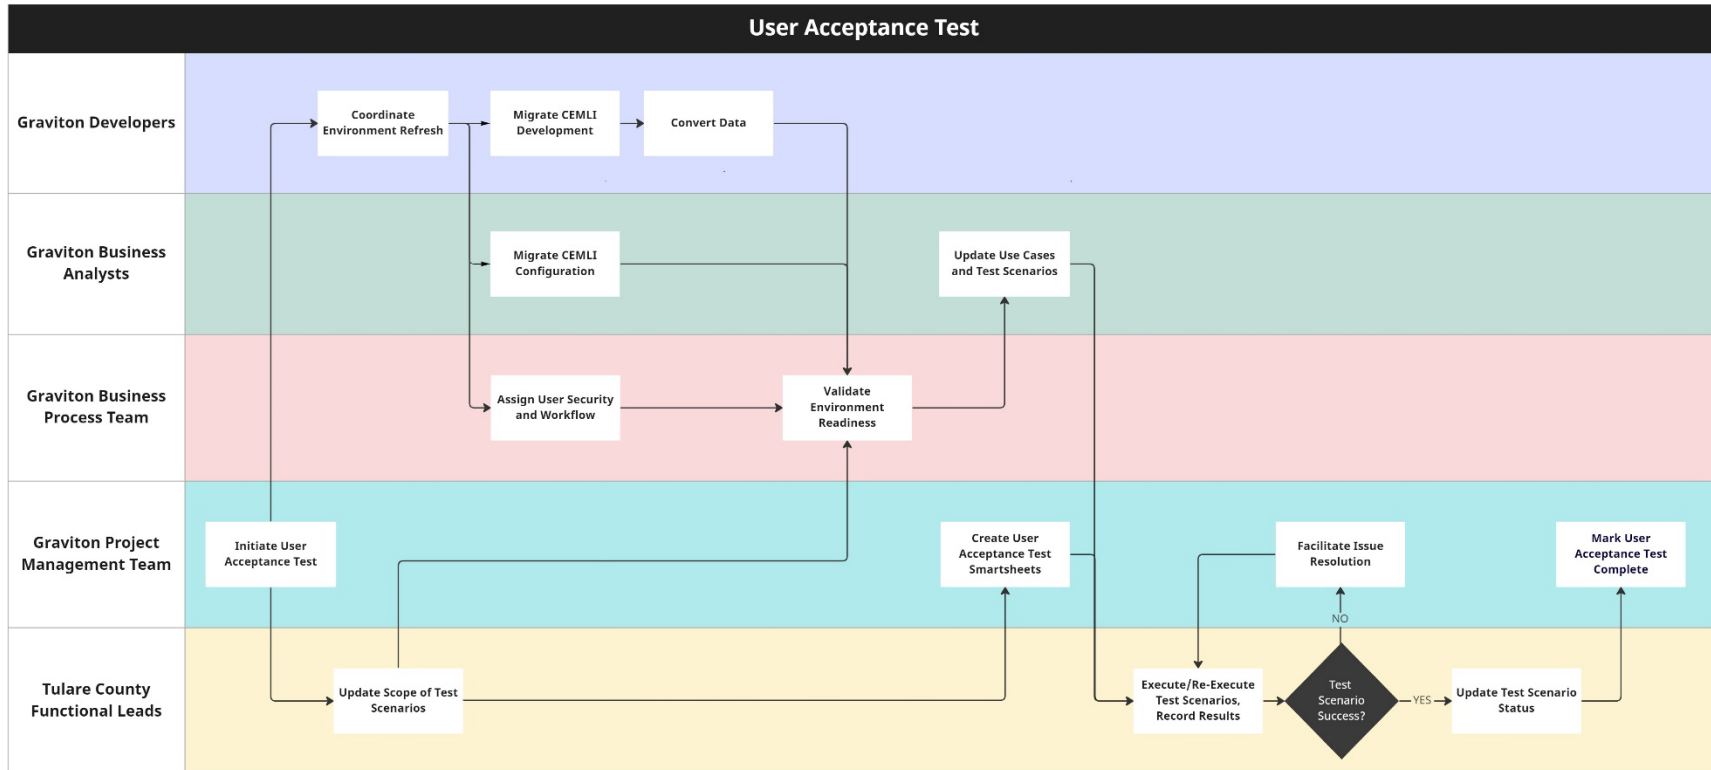 User Acceptance Test
Graviton Developers
Coordinate
Environment Refresh
Migrate CEMLI
Development
Convert Data
Graviton Business
Analysts
Migrate CEMLI
Configuration
Update Use Cases
and Test Scenarios
Graviton Business
Process Team
Assign User Security
and Workflow
Validate
Environment
Readiness
Graviton Project
Management Team
Initiate User
Acceptance Test
Create User
Acceptance Test
Smartsheets
Facilitate Issue
Resolution
Mark User
Acceptance Test
Complete
NO
Tulare County
Functional Leads
Update Scope of Test
Scenarios
Execute/Re-Execute
Test Scenarios,
Record Results
Test
Scenario
Success?
YES
Update Test Scenario
Status